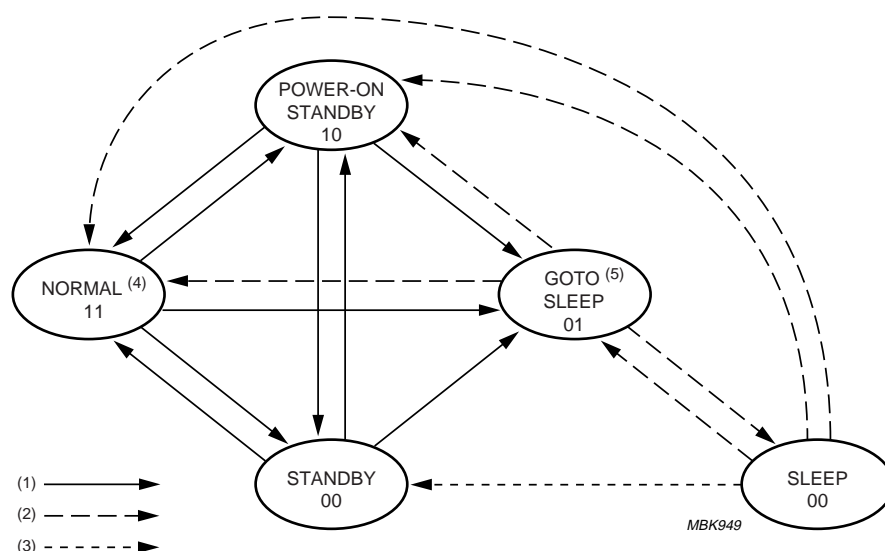 POWER-ON
STANDBY
10
NORMAL (4)
11
GOTO (5)
SLEEP
01
STANDBY
00
SLEEP
00
MBK949
(1)
(2)
(3)